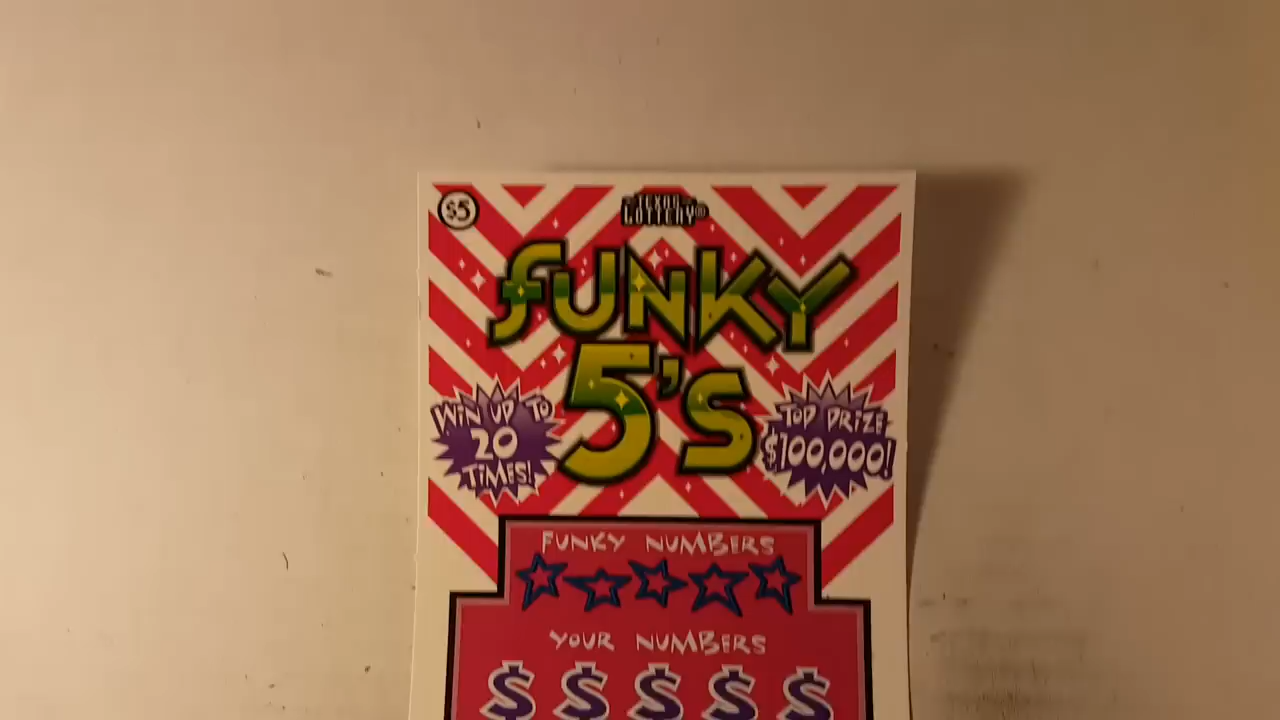 $5
TEXAS
LOTTERY
FUNKY
5's
WIN UP TO
20
TIMES!
TOP PRIZE
$100,000!
FUNKY NUMBERS
YOUR NUMBERS
$ $ $ $ $